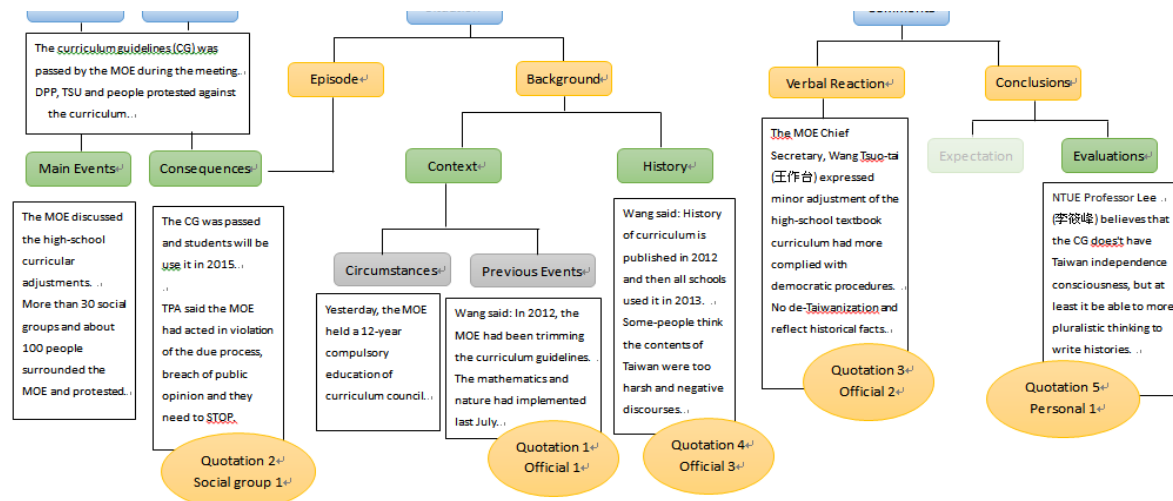 Comments
The curriculum guidelines (CG) was
passed by the MOE during the meeting.
DPP, TSU and people protested against
the curriculum.
Episode
Background
Verbal Reaction
Conclusions
Main Events
Consequences
Context
History
Expectation
Evaluations
The MOE discussed
the high-school
curricular
adjustments.
More than 30 social
groups and about
100 people
surrounded the
MOE and protested.
The CG was passed
and students will be
use it in 2015.
TPA said the MOE
had acted in violation
of the due process,
breach of public
opinion and they
need to STOP.
Quotation 2
Social group 1
Circumstances
Previous Events
Yesterday, the MOE
held a 12-year
compulsory
education of
curriculum council.
Wang said: In 2012, the
MOE had been trimming
the curriculum guidelines.
The mathematics and
nature had implemented
last July.
Quotation 1
Official 1
Wang said: History
of curriculum is
published in 2012
and then all schools
used it in 2013.
Some-people think
the contents of
Taiwan were too
harsh and negative
discourses.
Quotation 4
Official 3
The MOE Chief
Secretary, Wang Tsuo-tai
(王作台) expressed
minor adjustment of the
high-school textbook
curriculum had more
complied with
democratic procedures.
No de-Taiwanization and
reflect historical facts.
Quotation 3
Official 2
NTUE Professor Lee
(李筱峰) believes that
the CG does't have
Taiwan independence
consciousness, but at
least it be able to more
pluralistic thinking to
write histories.
Quotation 5
Personal 1